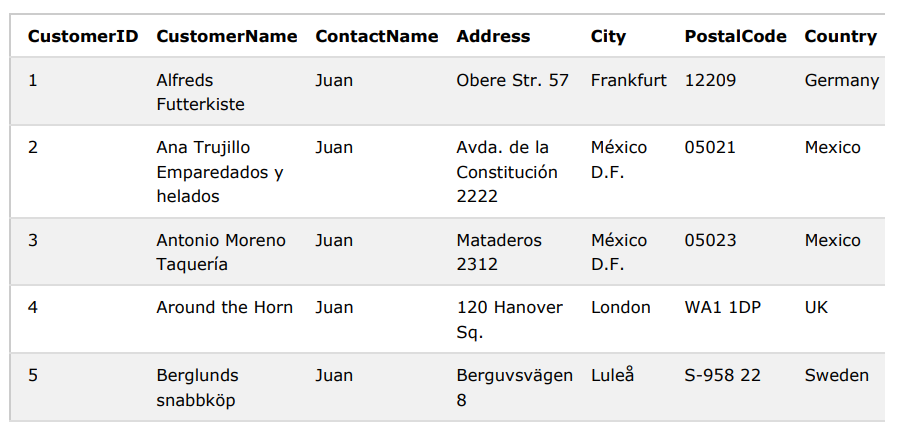 CustomerID CustomerName ContactName Address City PostalCode Country
1 Alfreds Juan Obere Str. 57 Frankfurt 12209 Germany
Futterkiste
2 Ana Trujillo Juan Avda. de la México 05021 Mexico
Emparedados y Constitución D.F.
helados 2222
3 Antonio Moreno Juan Mataderos México 05023 Mexico
Taquería 2312 D.F.
4 Around the Horn Juan 120 Hanover London WA1 1DP UK
Sq.
5 Berglunds Juan Berguvsvägen Luleå S-958 22 Sweden
snabbköp 8